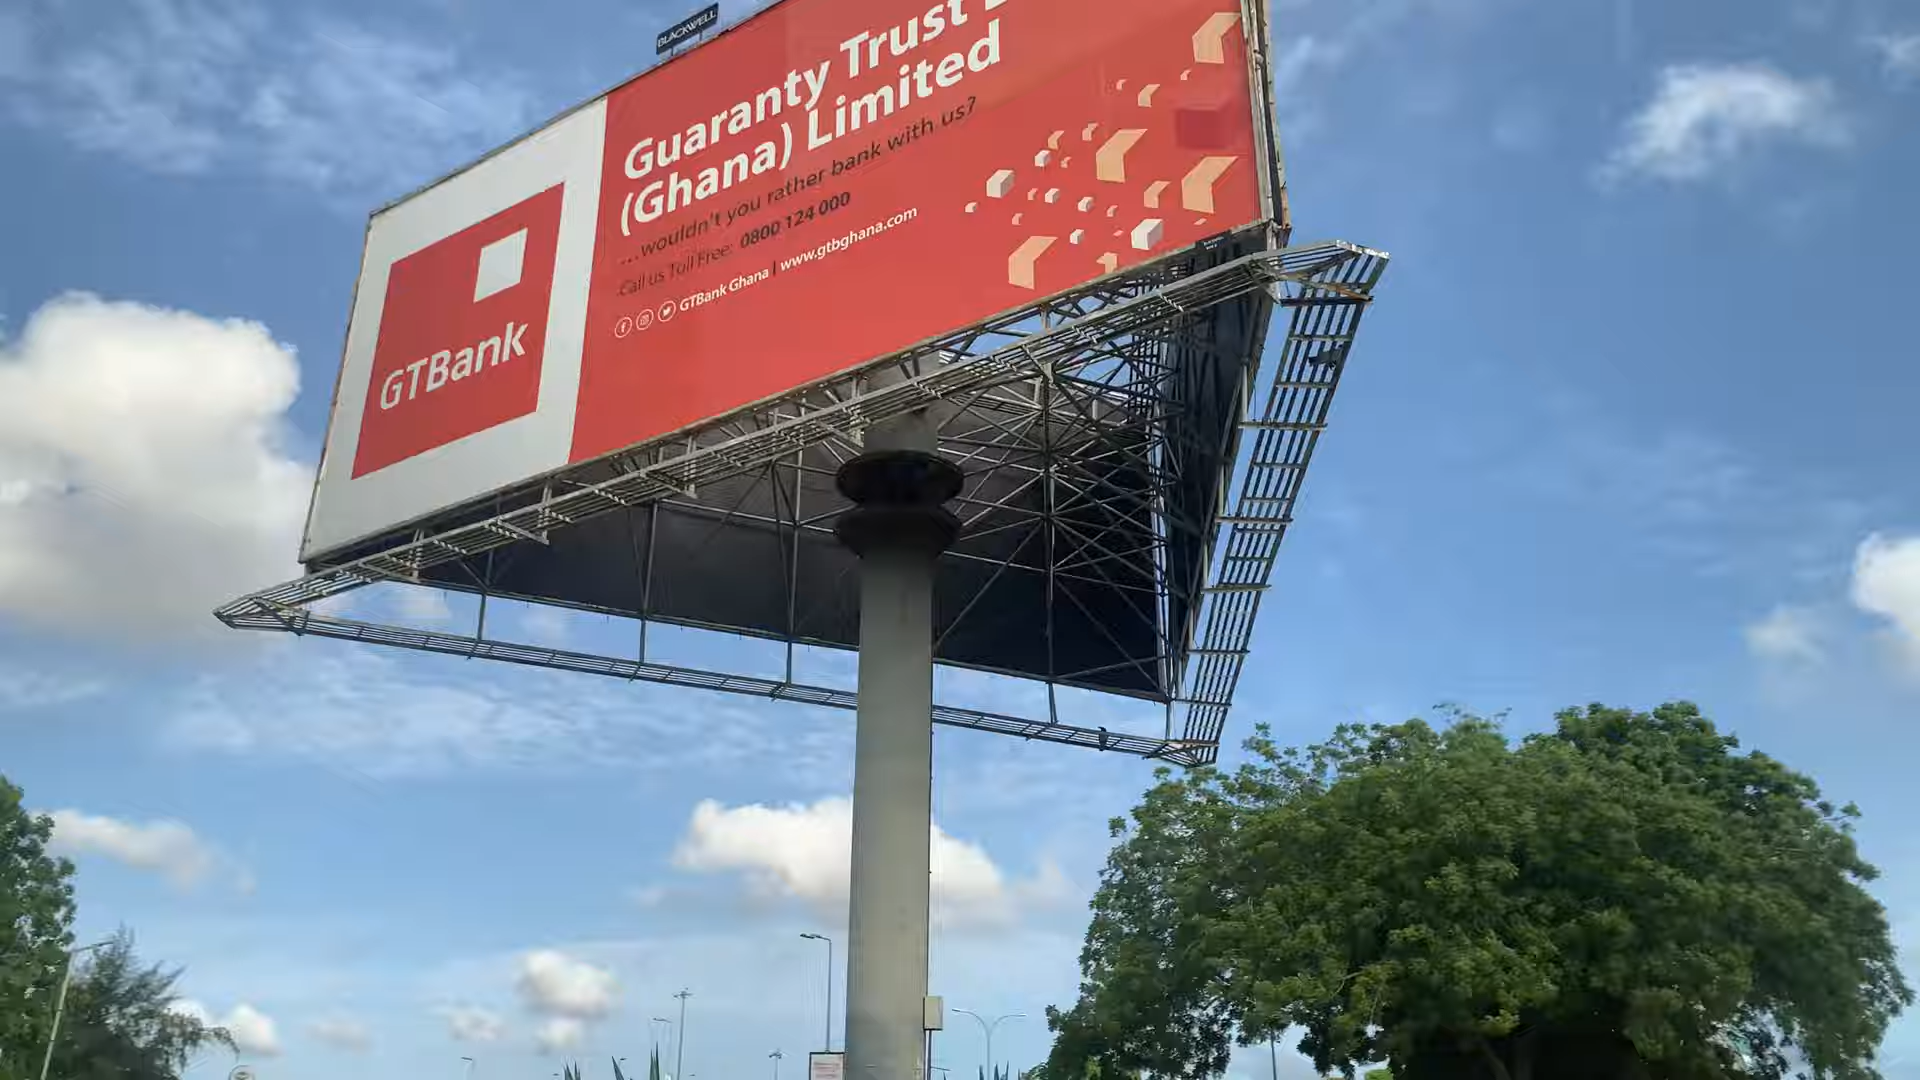 BLACKWELL
Guaranty Trust
(Ghana) Limited
...wouldn't you rather bank with us?
Call us Toll Free: 0800 124 000
GTBank Ghana | www.gtbghana.com
GTBank